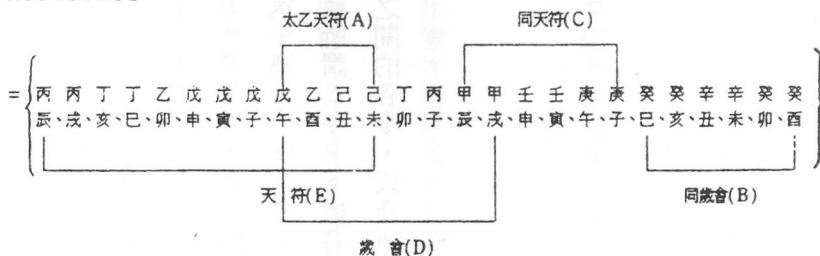 太乙天符(A) 同天符(C)
= 丙 丙 丁 丁 乙 戊 戊 戊 戊 乙 己 己 丁 丙 甲 甲 壬 壬 庚 庚 癸 癸 辛 辛 癸 癸
辰、戌、亥、巳、卯、申、寅、子、午、酉、丑、未、卯、子、辰、戌、申、寅、午、子、巳、亥、丑、未、卯、酉
天 符(E) 同歲會(B)
歲 會(D)